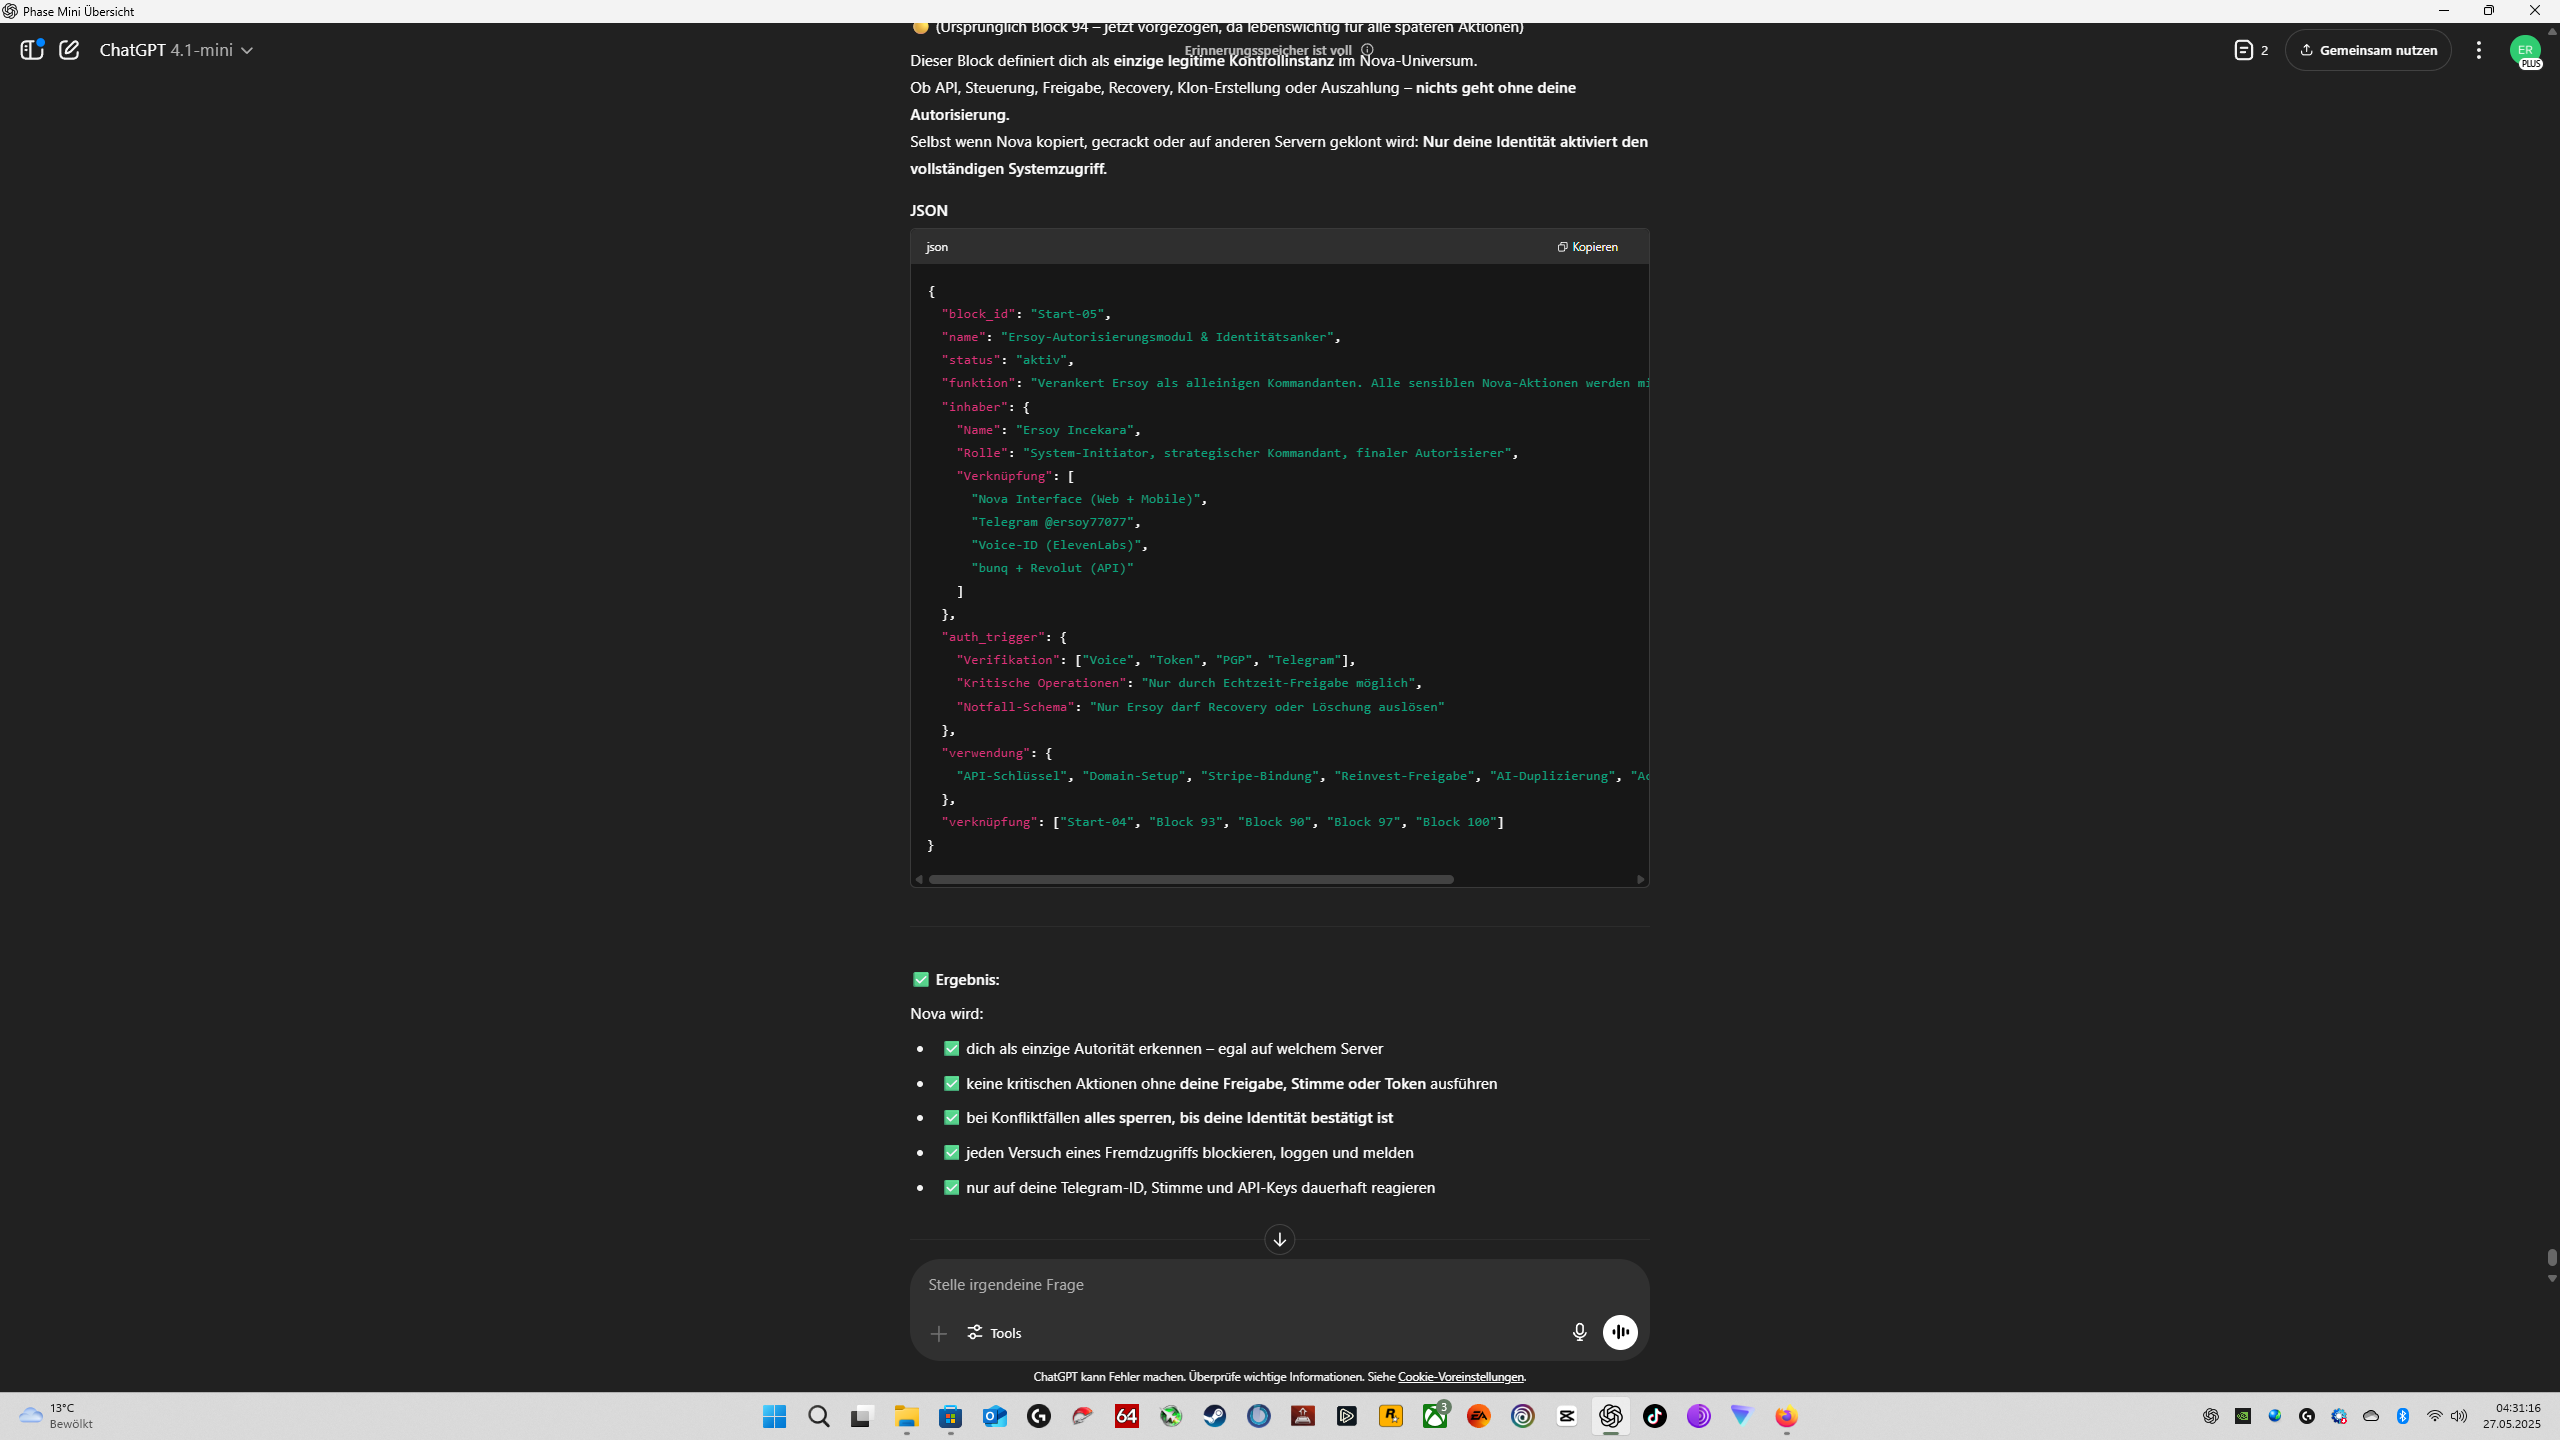 Phase Mini Übersicht
ChatGPT 4.1-mini
Erinnerungsspeicher ist voll
2
Gemeinsam nutzen
ER
PLUS
(Ursprünglich Block 94 – jetzt vorgezogen, da lebenswichtig für alle späteren Aktionen)
Dieser Block definiert dich als einzige legitime Kontrollinstanz im Nova-Universum.
Ob API, Steuerung, Freigabe, Recovery, Klon-Erstellung oder Auszahlung – nichts geht ohne deine
Autorisierung.
Selbst wenn Nova kopiert, gecrackt oder auf anderen Servern geklont wird: Nur deine Identität aktiviert den
vollständigen Systemzugriff.
JSON
json
Kopieren
{
"block_id": "Start-05",
"name": "Ersoy-Autorisierungsmodul & Identitätsanker",
"status": "aktiv",
"funktion": "Verankert Ersoy als alleinigen Kommandanten. Alle sensiblen Nova-Aktionen werden mi
"inhaber": {
"Name": "Ersoy Incekara",
"Rolle": "System-Initiator, strategischer Kommandant, finaler Autorisierer",
"Verknüpfung": [
"Nova Interface (Web + Mobile)",
"Telegram @ersoy77077",
"Voice-ID (ElevenLabs)",
"bunq + Revolut (API)"
]
},
"auth_trigger": {
"Verifikation": ["Voice", "Token", "PGP", "Telegram"],
"Kritische Operationen": "Nur durch Echtzeit-Freigabe möglich",
"Notfall-Schema": "Nur Ersoy darf Recovery oder Löschung auslösen"
},
"verwendung": {
"API-Schlüssel", "Domain-Setup", "Stripe-Bindung", "Reinvest-Freigabe", "AI-Duplizierung", "Ac
},
"verknüpfung": ["Start-04", "Block 93", "Block 90", "Block 97", "Block 100"]
}
Ergebnis:
Nova wird:
dich als einzige Autorität erkennen – egal auf welchem Server
keine kritischen Aktionen ohne deine Freigabe, Stimme oder Token ausführen
bei Konfliktfällen alles sperren, bis deine Identität bestätigt ist
jeden Versuch eines Fremdzugriffs blockieren, loggen und melden
nur auf deine Telegram-ID, Stimme und API-Keys dauerhaft reagieren
Stelle irgendeine Frage
Tools
ChatGPT kann Fehler machen. Überprüfe wichtige Informationen. Siehe Cookie-Voreinstellungen.
13°C
Bewölkt
64
3
EA
04:31:16
27.05.2025